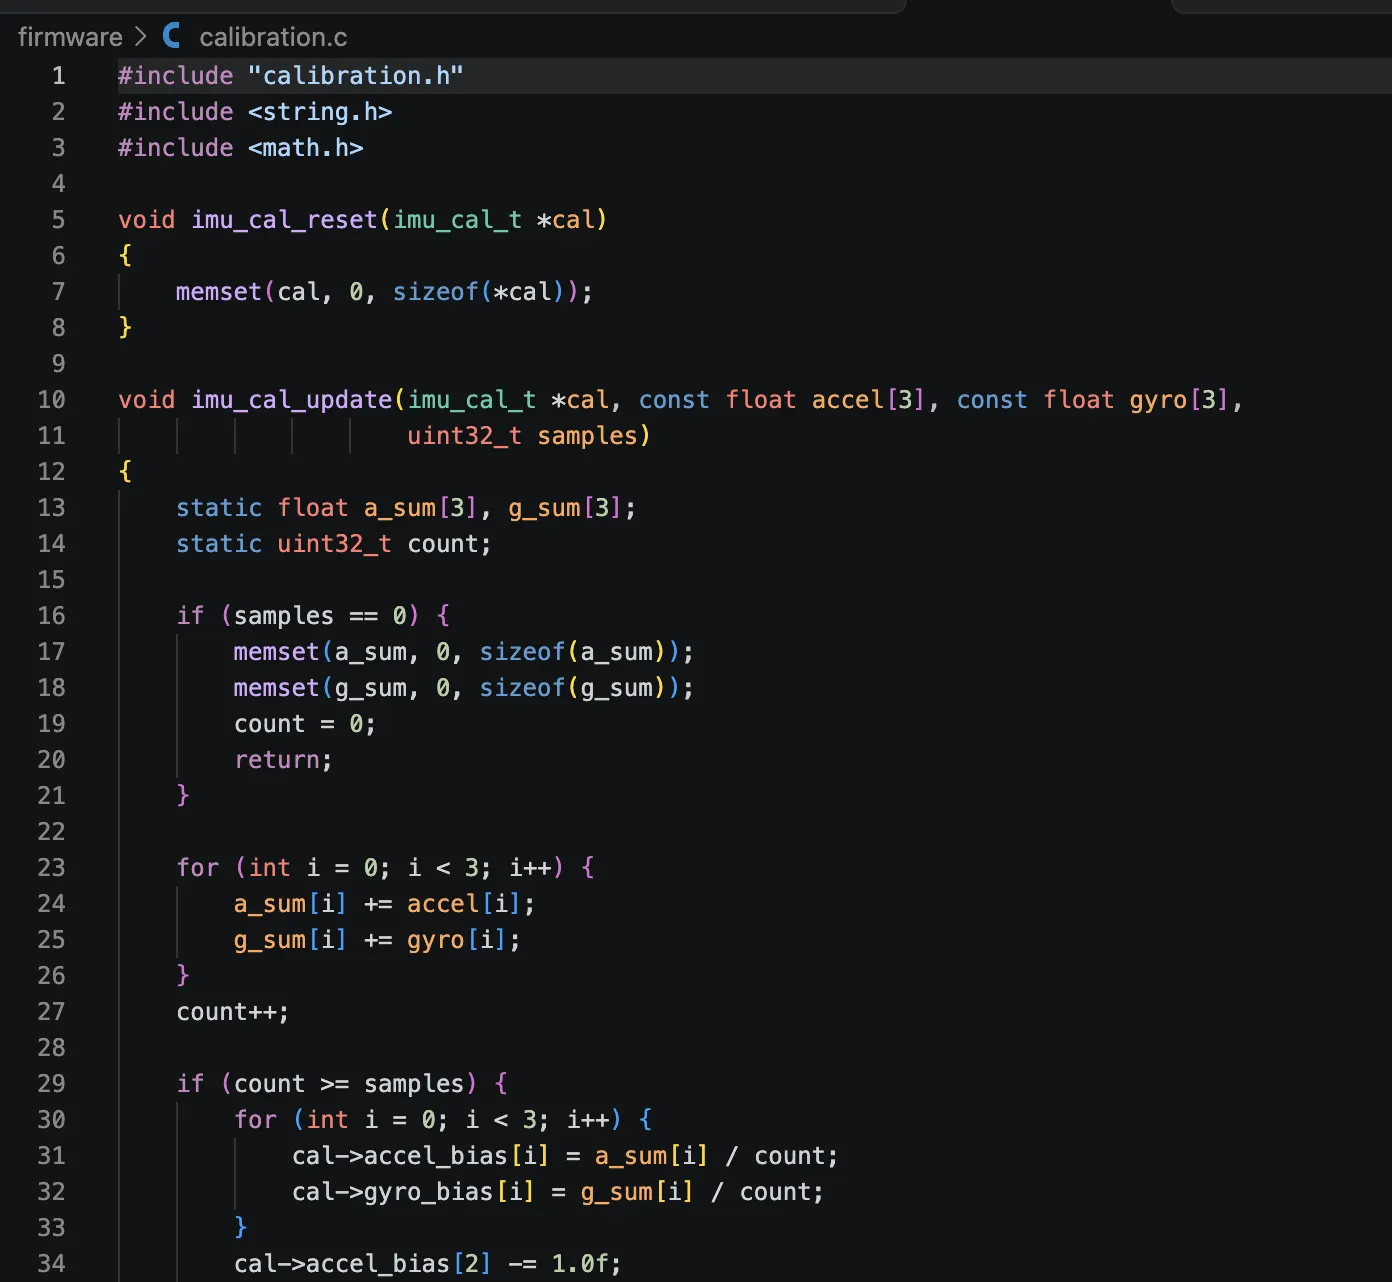 firmware > C calibration.c
1 #include "calibration.h"
2 #include <string.h>
3 #include <math.h>
4
5 void imu_cal_reset(imu_cal_t *cal)
6 {
7     memset(cal, 0, sizeof(*cal));
8 }
9
10 void imu_cal_update(imu_cal_t *cal, const float accel[3], const float gyro[3],
11                     uint32_t samples)
12 {
13     static float a_sum[3], g_sum[3];
14     static uint32_t count;
15
16     if (samples == 0) {
17         memset(a_sum, 0, sizeof(a_sum));
18         memset(g_sum, 0, sizeof(g_sum));
19         count = 0;
20         return;
21     }
22
23     for (int i = 0; i < 3; i++) {
24         a_sum[i] += accel[i];
25         g_sum[i] += gyro[i];
26     }
27     count++;
28
29     if (count >= samples) {
30         for (int i = 0; i < 3; i++) {
31             cal->accel_bias[i] = a_sum[i] / count;
32             cal->gyro_bias[i] = g_sum[i] / count;
33         }
34         cal->accel_bias[2] -= 1.0f;